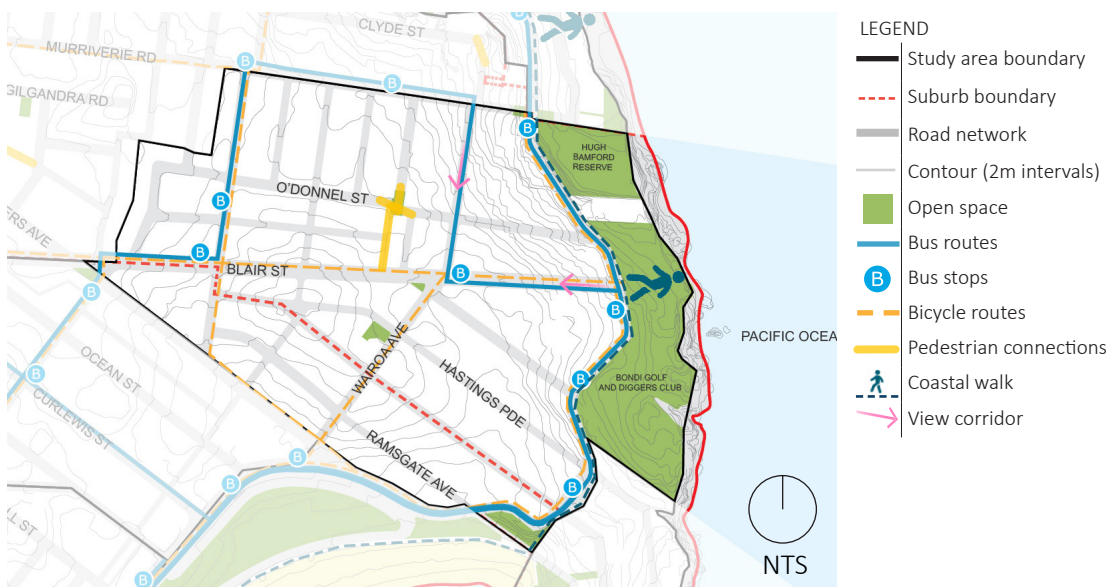 CLYDE ST
MURRIVERIE RD
GILGANDRA RD
B
B
B
B
HUGH
BAMFORD
RESERVE
O'DONNEL ST
B
ERS AVE
B
BLAIR ST
B
B
B
PACIFIC OCEA
WAIROA AVE
OCEAN ST
HASTINGS PDE
B
B
BONDI GOLF
AND DIGGERS CLUB
CURLEWIS ST
RAMSGATE AVE
B
B
B
LL ST
B
NTS
LEGEND
Study area boundary
Suburb boundary
Road network
Contour (2m intervals)
Open space
Bus routes
B Bus stops
Bicycle routes
Pedestrian connections
Coastal walk
View corridor